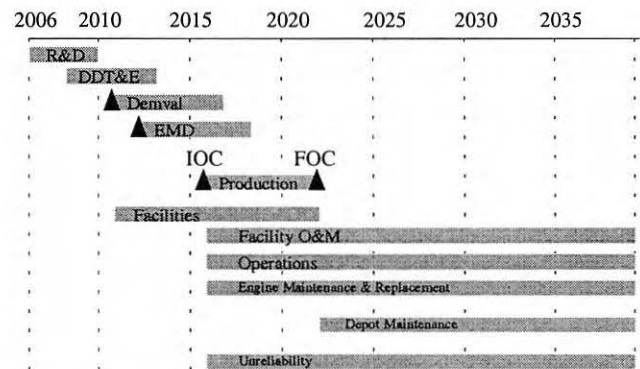 2006 2010 2015 2020 2025 2030 2035
R&D
DDT&E
Demval
EMD
IOC FOC
Production
Facilities
Facility O&M
Operations
Engine Maintenance & Replacement
Depot Maintenance
Unreliability